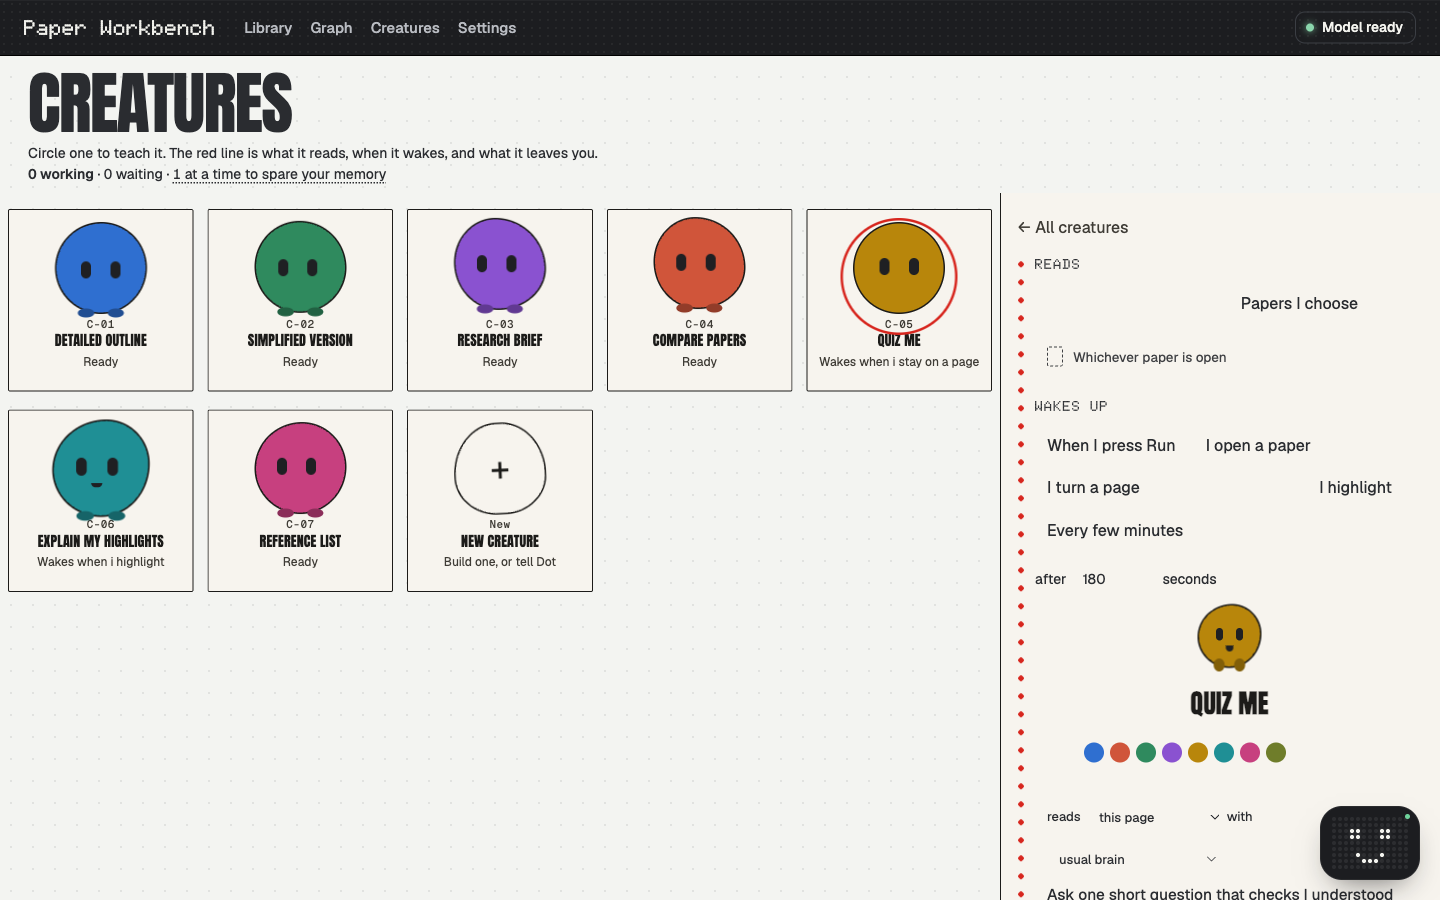 Paper Workbench
Library
Graph
Creatures
Settings
Model ready
CREATURES
Circle one to teach it. The red line is what it reads, when it wakes, and what it leaves you.
0 working · 0 waiting · 1 at a time to spare your memory
C-01
DETAILED OUTLINE
Ready
C-02
SIMPLIFIED VERSION
Ready
C-03
RESEARCH BRIEF
Ready
C-04
COMPARE PAPERS
Ready
C-05
QUIZ ME
Wakes when i stay on a page
C-06
EXPLAIN MY HIGHLIGHTS
Wakes when i highlight
C-07
REFERENCE LIST
Ready
+
New
NEW CREATURE
Build one, or tell Dot
← All creatures
READS
Papers I choose
Whichever paper is open
WAKES UP
When I press Run
I open a paper
I turn a page
I highlight
Every few minutes
after 180 seconds
QUIZ ME
reads this page with
usual brain
Ask one short question that checks I understood